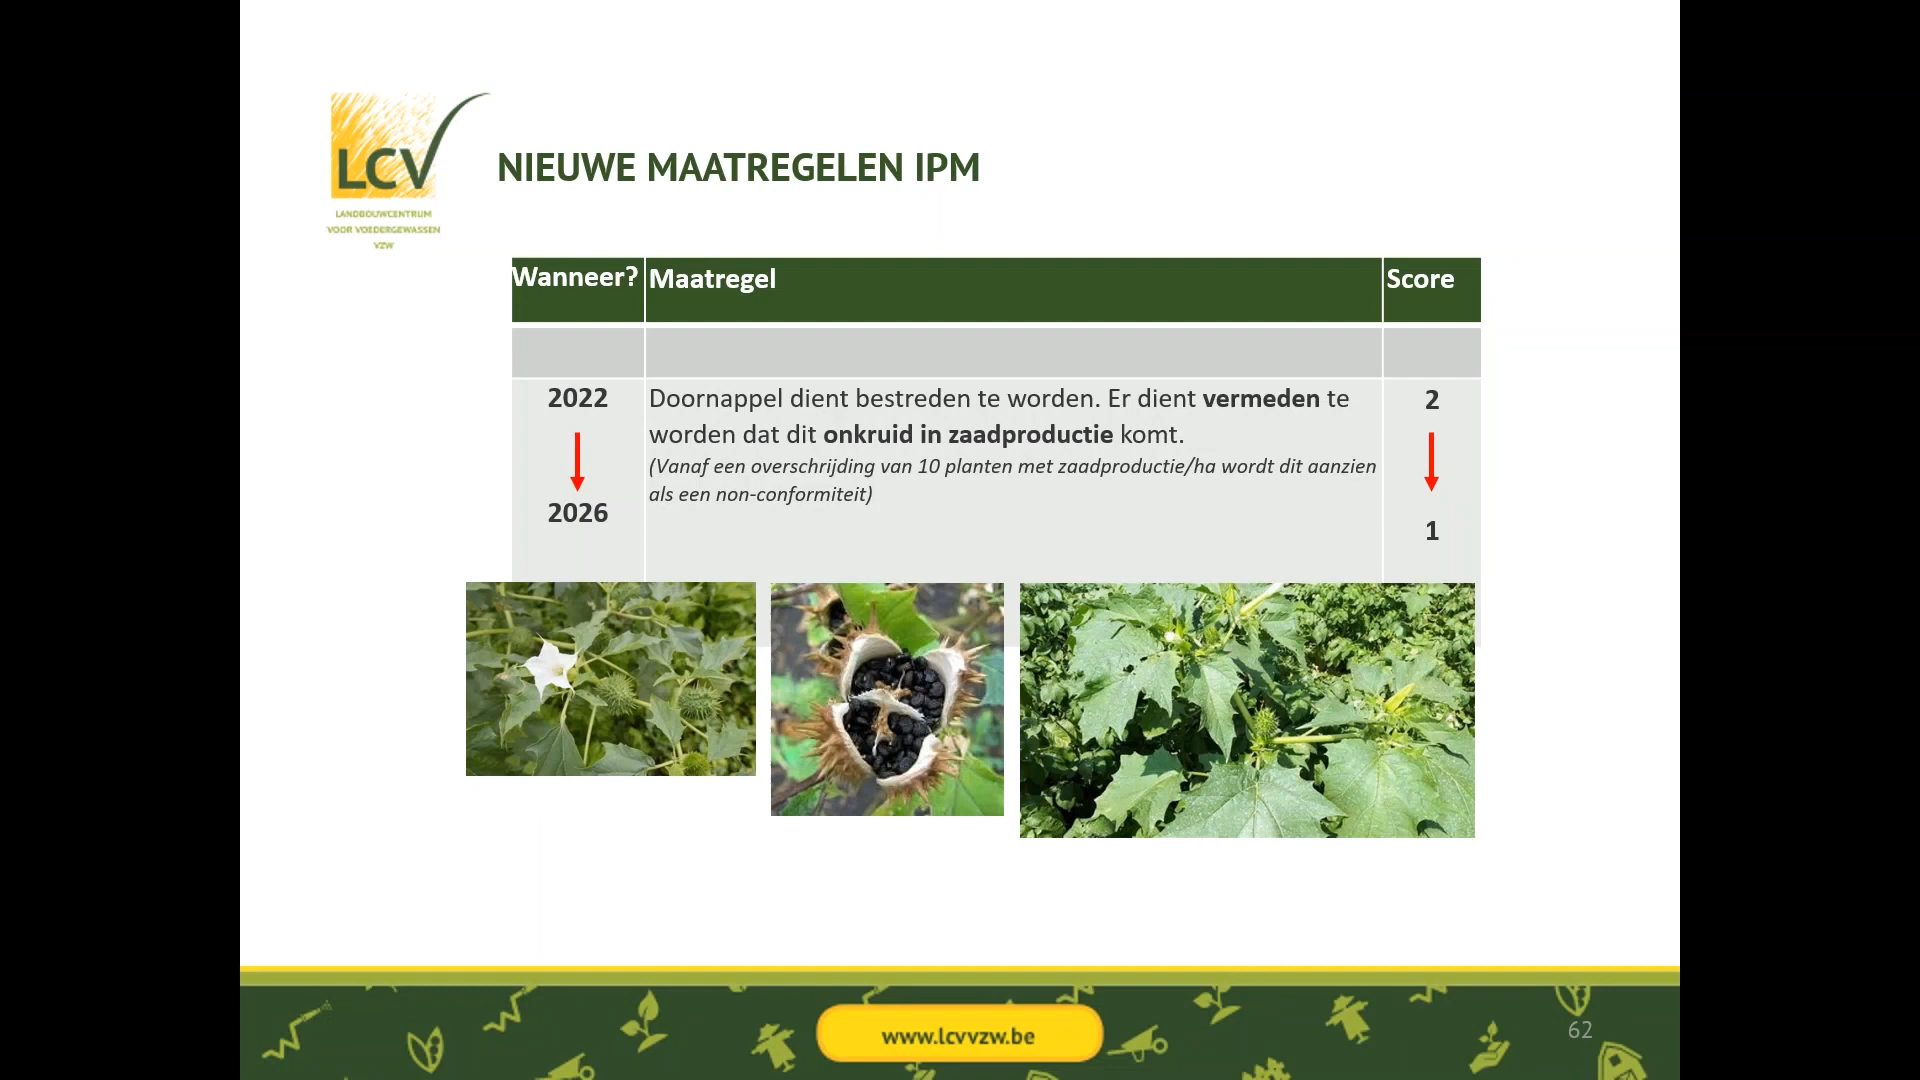 LCV
LANDBOUWCENTRUM
VOOR VOEDERGEWASSEN
VZW
NIEUWE MAATREGELEN IPM
Wanneer? Maatregel Score
2022 Doornappel dient bestreden te worden. Er dient vermeden te 2
worden dat dit onkruid in zaadproductie komt.
(Vanaf een overschrijding van 10 planten met zaadproductie/ha wordt dit aanzien
als een non-conformiteit)
2026 1
www.lcvvzw.be
62